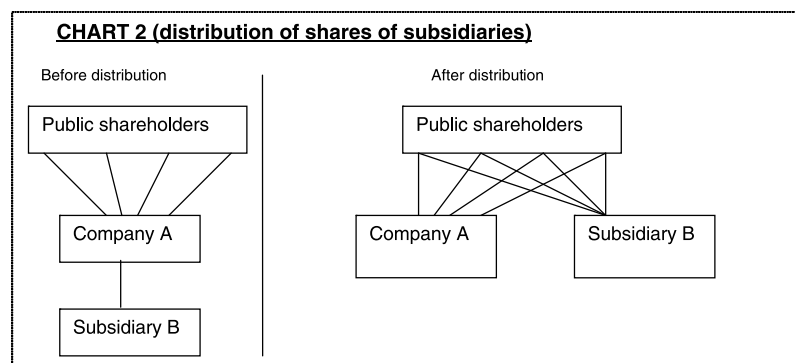 CHART 2 (distribution of shares of subsidiaries)
Before distribution
Public shareholders
Company A
Subsidiary B
After distribution
Public shareholders
Company A
Subsidiary B